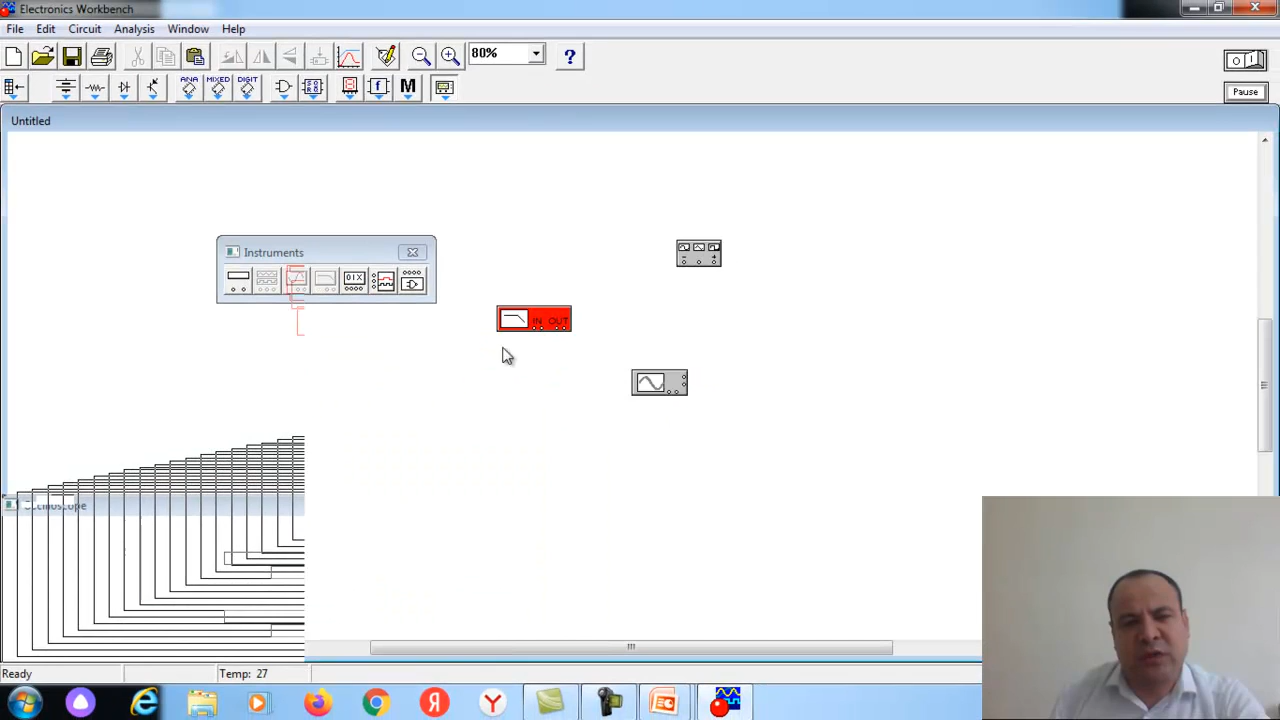 Electronics Workbench
File Edit Circuit Analysis Window Help
80%
?
ANA MIXED DIGIT
M
Pause
Untitled
Instruments
IN OUT
Ready
Temp: 27